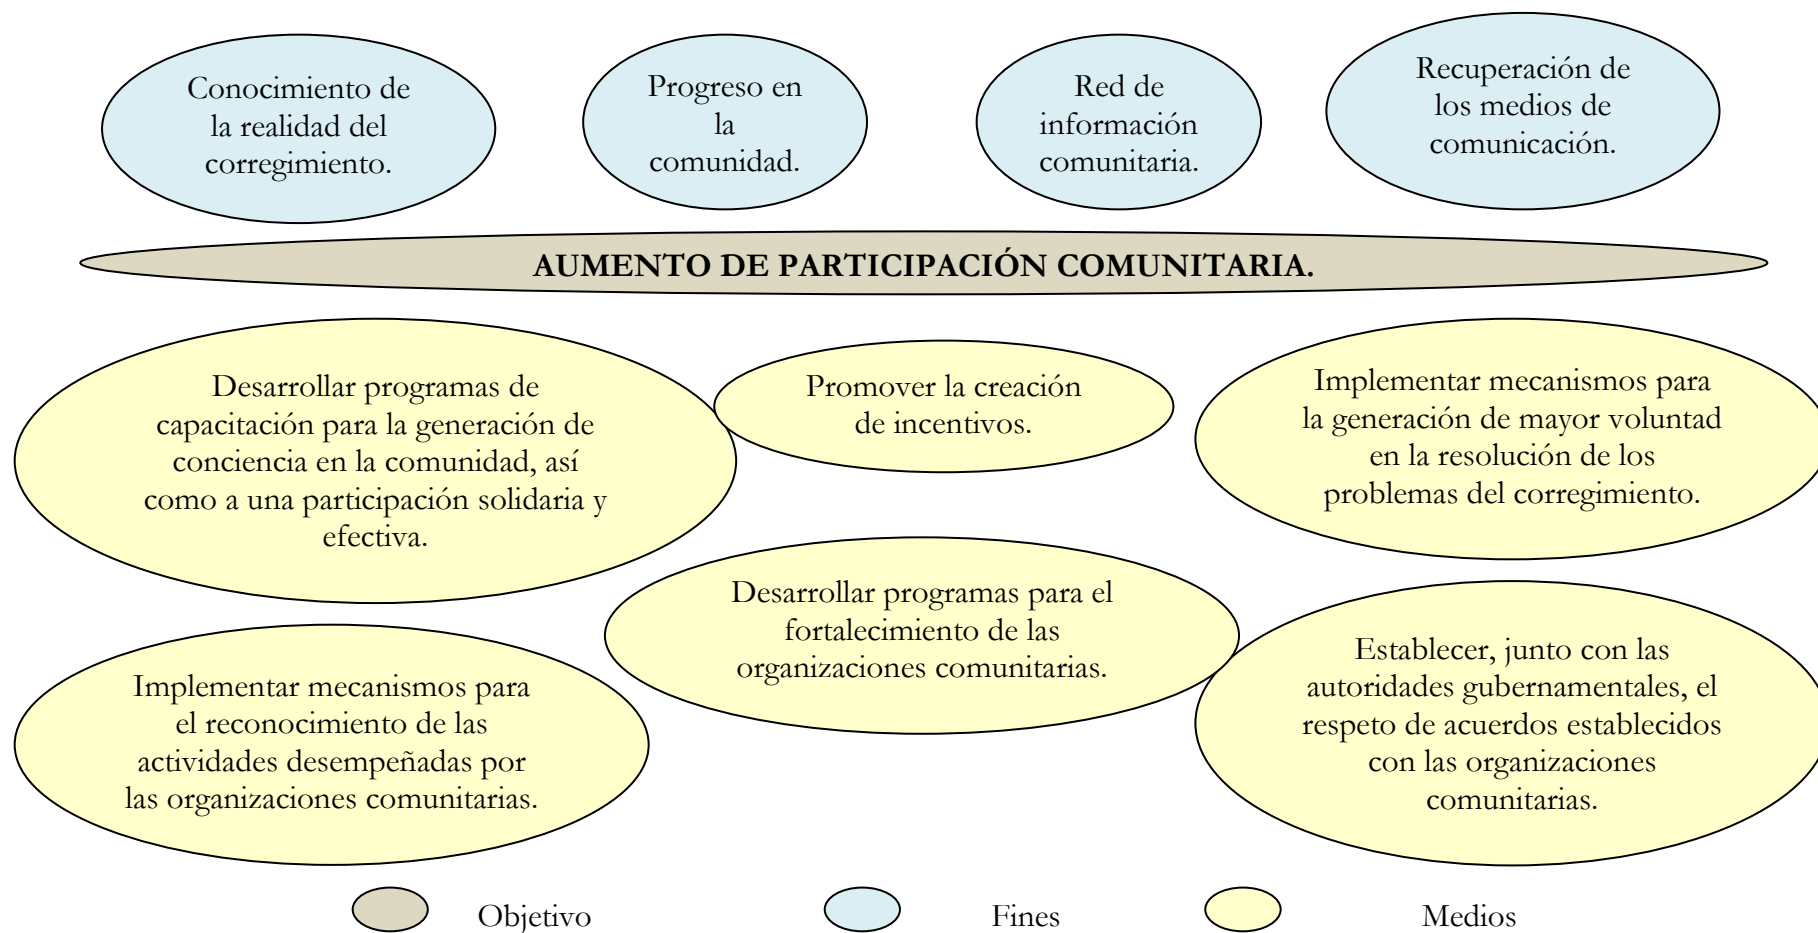 Conocimiento de
la realidad del
corregimiento.
Progreso en
la
comunidad.
Red de
información
comunitaria.
Recuperación de
los medios de
comunicación.
AUMENTO DE PARTICIPACIÓN COMUNITARIA.
Desarrollar programas de
capacitación para la generación de
conciencia en la comunidad, así
como a una participación solidaria y
efectiva.
Promover la creación
de incentivos.
Implementar mecanismos para
la generación de mayor voluntad
en la resolución de los
problemas del corregimiento.
Implementar mecanismos para
el reconocimiento de las
actividades desempeñadas por
las organizaciones comunitarias.
Desarrollar programas para el
fortalecimiento de las
organizaciones comunitarias.
Establecer, junto con las
autoridades gubernamentales, el
respeto de acuerdos establecidos
con las organizaciones
comunitarias.
Objetivo
Fines
Medios